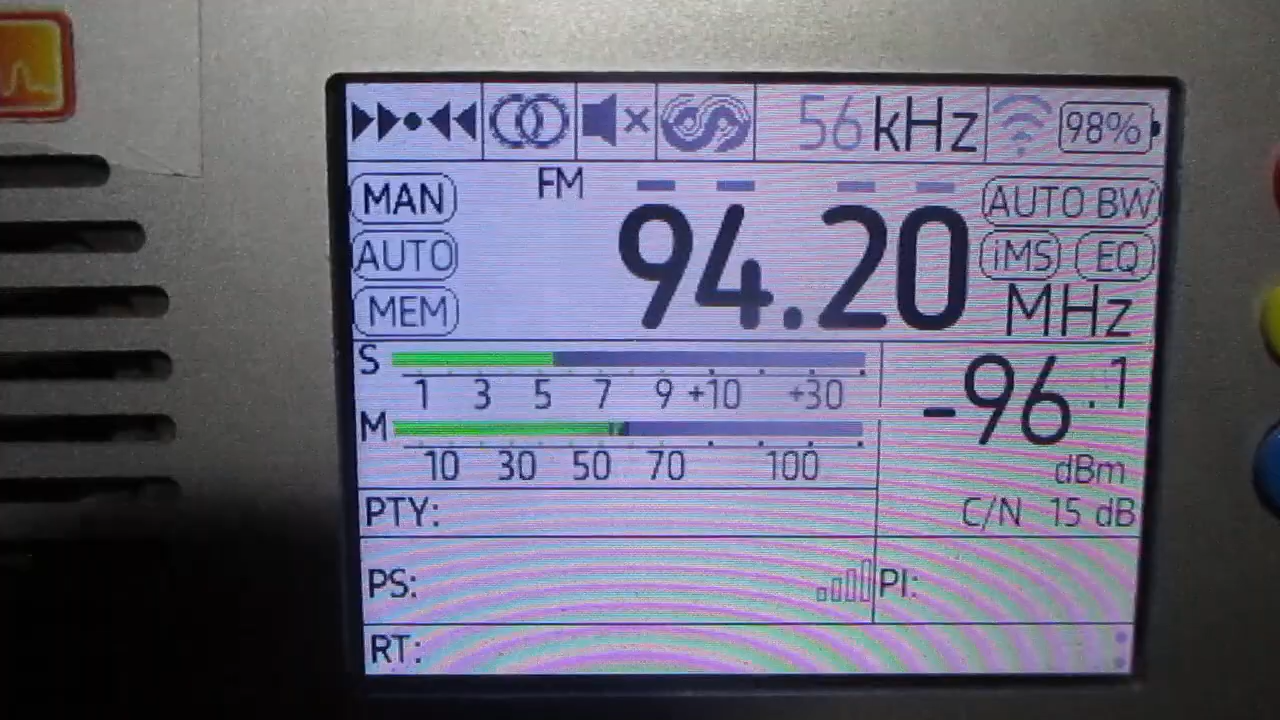 56 kHz 98%
MAN FM AUTO BW
AUTO 94.20 iMS EQ
MEM MHz
S
1 3 5 7 9 +10 +30 -96.1
M
10 30 50 70 100 dBm
PTY: C/N 15 dB
PS: PI:
RT: